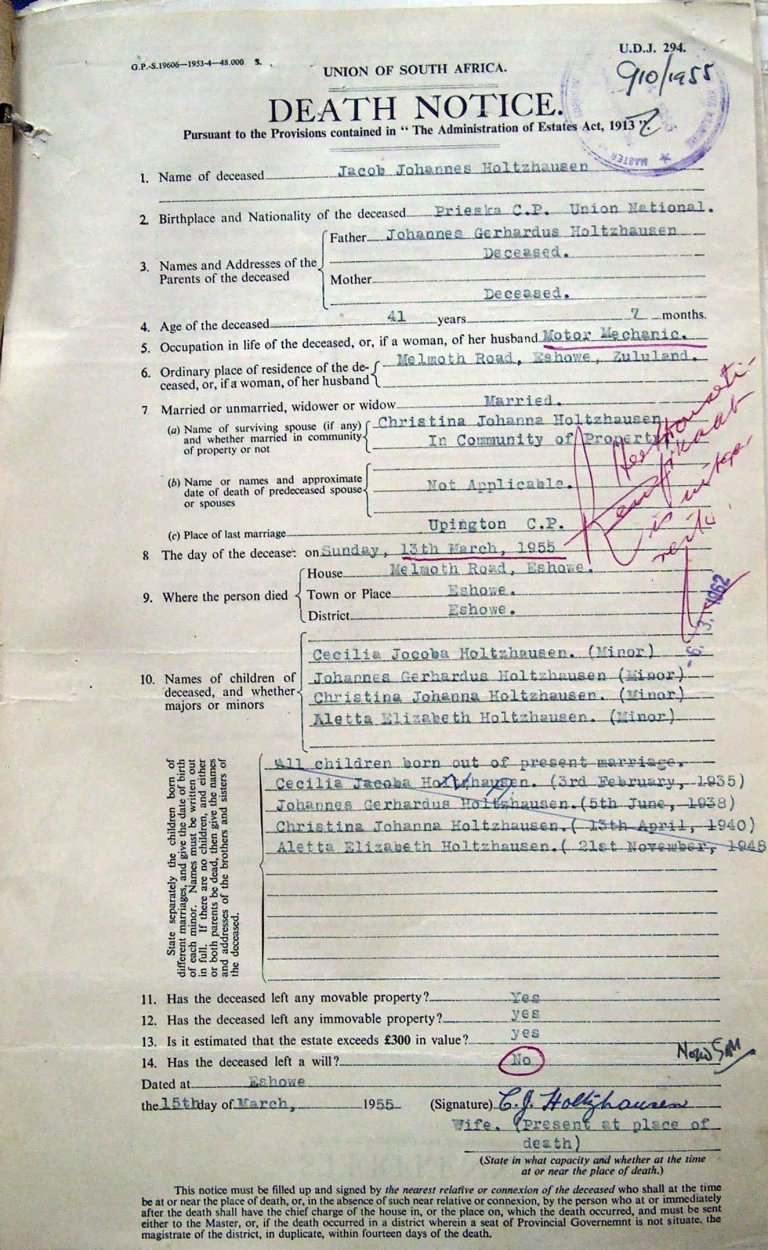 G.P.-S.19606—1953-4—48.000 S.
U.D.J. 294.
910/1955
UNION OF SOUTH AFRICA.
DEATH NOTICE.
Pursuant to the Provisions contained in “ The Administration of Estates Act, 1913 ”.
MASTER
1. Name of deceased Jacob Johannes Holtzhausen
2. Birthplace and Nationality of the deceased Prieska C.P. Union National.
3. Names and Addresses of the Parents of the deceased
Father Johannes Gerhardus Holtzhausen
Deceased.
Mother
Deceased.
4. Age of the deceased 41 years 7 months.
5. Occupation in life of the deceased, or, if a woman, of her husband Motor Mechanic.
6. Ordinary place of residence of the de-
ceased, or, if a woman, of her husband
Melmoth Road, Eshowe, Zululand.
7 Married or unmarried, widower or widow Married.
(a) Name of surviving spouse (if any)
and whether married in community
of property or not
Christina Johanna Holtzhausen
In Community of Property
(b) Name or names and approximate
date of death of predeceased spouse
or spouses
Not Applicable.
(c) Place of last marriage Upington C.P.
8 The day of the decease: on Sunday, 13th March, 1955
9. Where the person died
House Melmoth Road, Eshowe.
Town or Place Eshowe.
District Eshowe.
is
3. 1962
10. Names of children of
deceased, and whether
majors or minors
Cecilia Jocoba Holtzhausen. (Minor)
Johannes Gerhardus Holtzhausen (Minor)
Christina Johanna Holtzhausen. (Minor)
Aletta Elizabeth Holtzhausen. (Minor)
State separately the children born of
different marriages, and give the date of birth
of each minor. Names must be written out
in full. If there are no children, and either
or both parents be dead, then give the names
and addresses of the brothers and sisters of
the deceased.
All children born out of present marriage.
Cecilia Jacoba Holtzhausen. (3rd February, 1935)
Johannes Gerhardus Holtzhausen.(5th June, 1938)
Christina Johanna Holtzhausen.( 13th April, 1940)
Aletta Elizabeth Holtzhausen.( 21st November, 1948
11. Has the deceased left any movable property? Yes
12. Has the deceased left any immovable property? yes
13. Is it estimated that the estate exceeds £300 in value? yes
14. Has the deceased left a will? No
Dated at Eshowe
the 15th day of March, 1955 (Signature) C.J. Holtzhausen
Wife. (Present at place of
death)
(State in what capacity and whether at the time
at or near the place of death.)
This notice must be filled up and signed by the nearest relative or connexion of the deceased who shall at the time
be at or near the place of death, or, in the absence of such near relative or connexion, by the person who at or immediately
after the death shall have the chief charge of the house in, or the place on, which the death occurred, and must be sent
either to the Master, or, if the death occurred in a district wherein a seat of Provincial Governemnt is not situate, the
magistrate of the district, in duplicate, within fourteen days of the death.